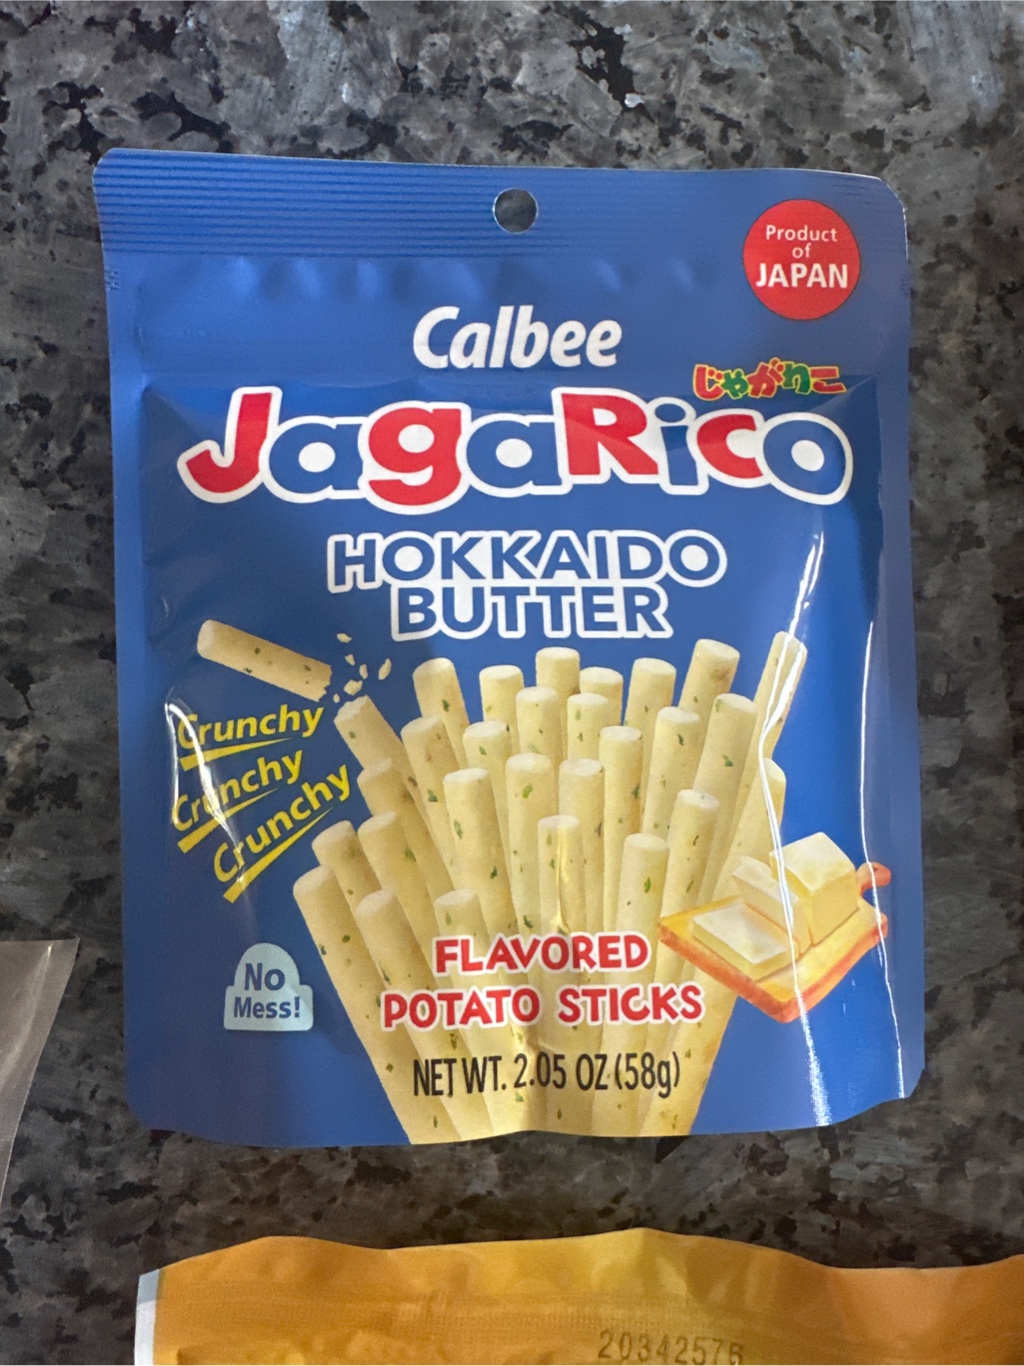 Product
of
JAPAN
Calbee
じゃがりこ
JagaRico
HOKKAIDO
BUTTER
Crunchy
Crunchy
Crunchy
No
Mess!
FLAVORED
POTATO STICKS
NET WT. 2.05 OZ (58g)
20342576